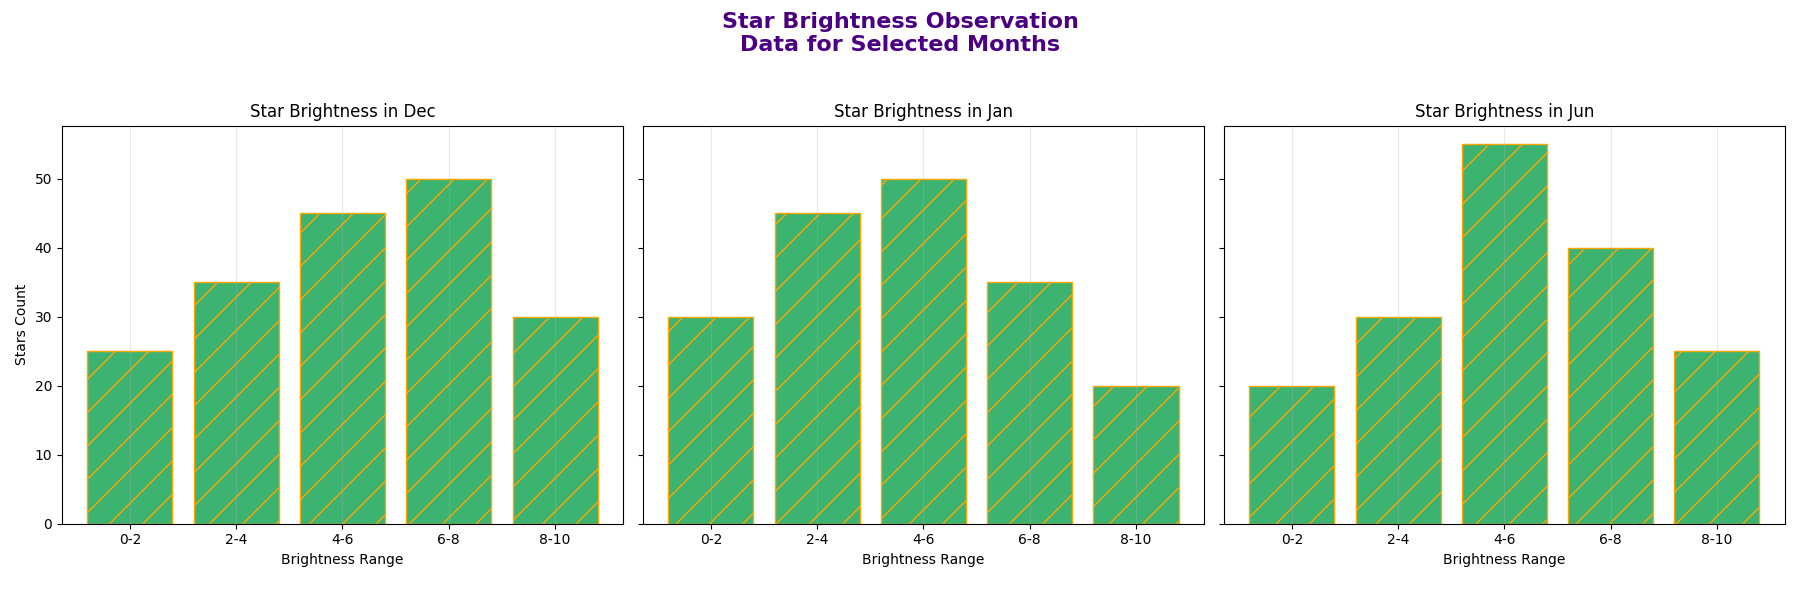 Star Brightness Observation
Data for Selected Months
Star Brightness in Dec
Stars Count
50
40
30
20
10
0
0-2 2-4 4-6 6-8 8-10
Brightness Range
Star Brightness in Jan
0-2 2-4 4-6 6-8 8-10
Brightness Range
Star Brightness in Jun
0-2 2-4 4-6 6-8 8-10
Brightness Range